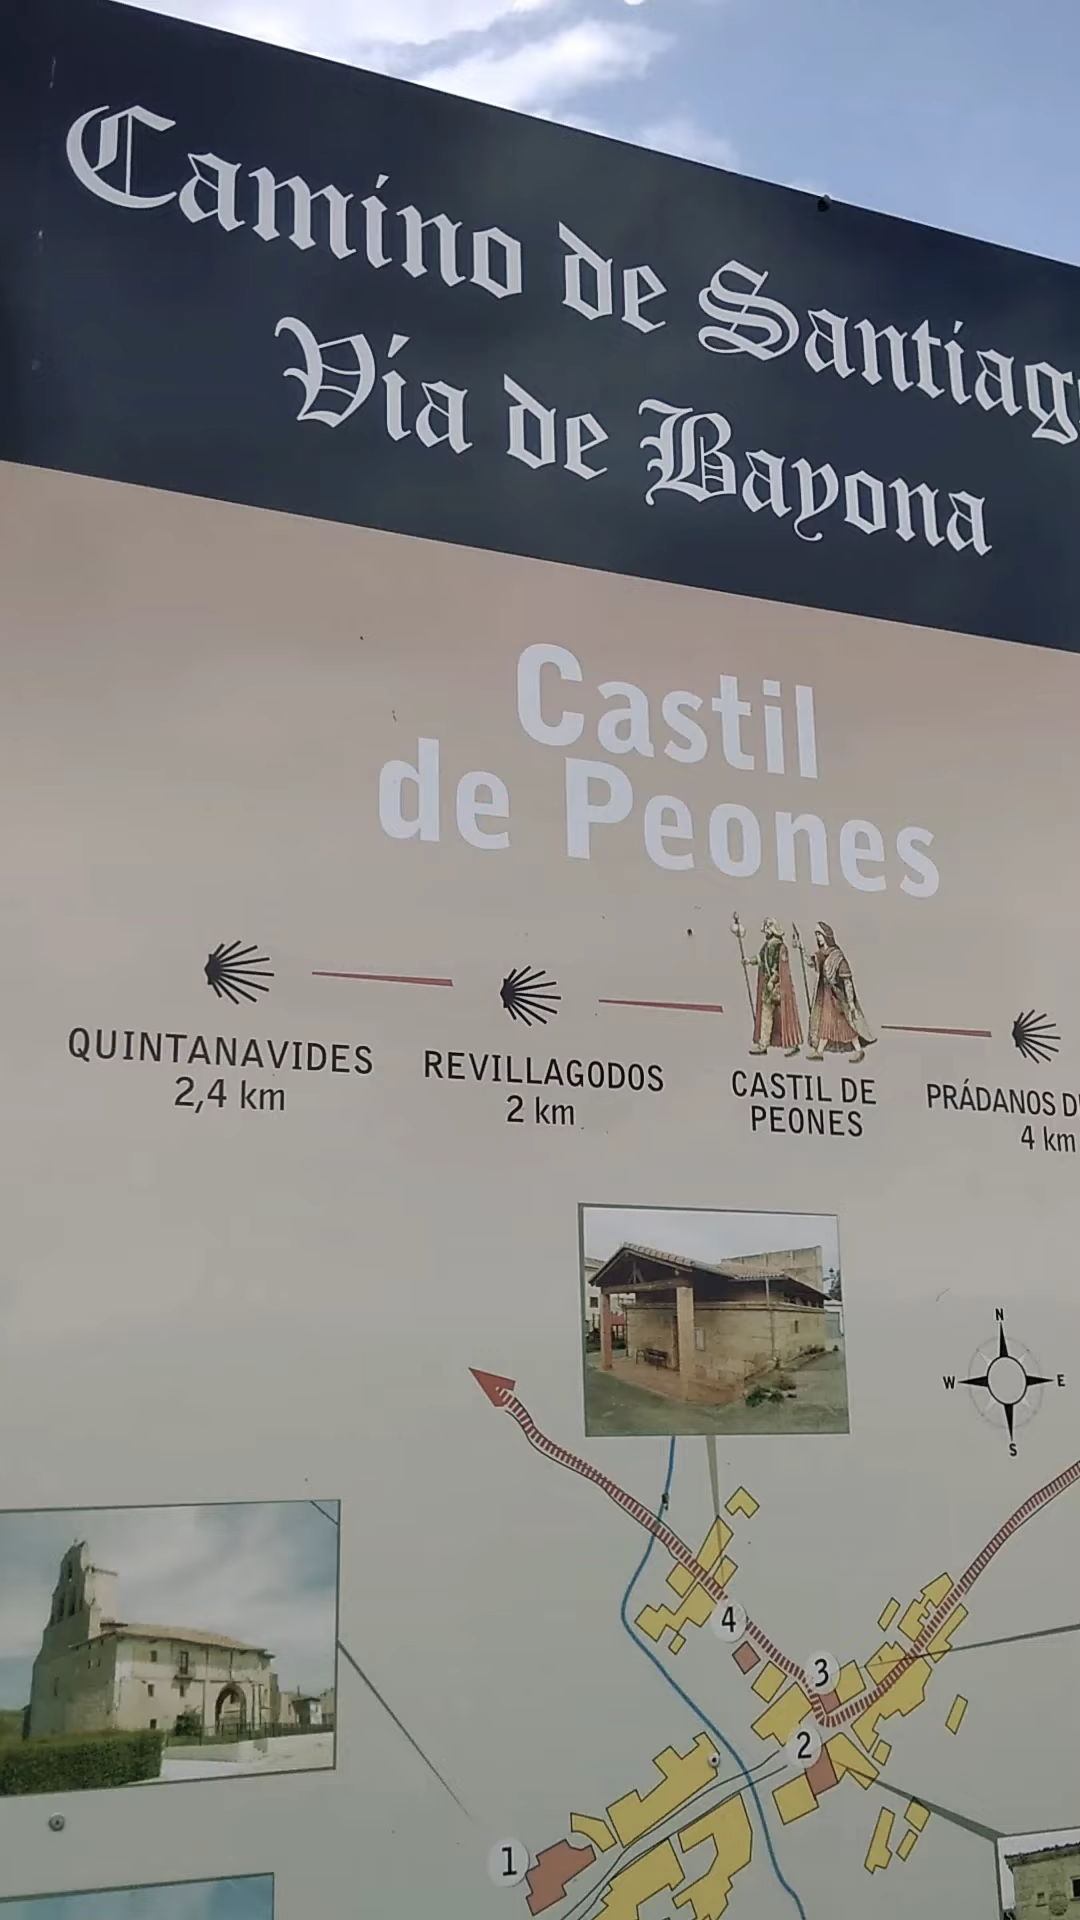 Camino de Santiag
Vía de Bayona
Castil
de Peones
QUINTANAVIDES
2,4 km
REVILLAGODOS
2 km
CASTIL DE
PEONES
PRÁDANOS D
4 km
N
W E
S
4
3
2
1